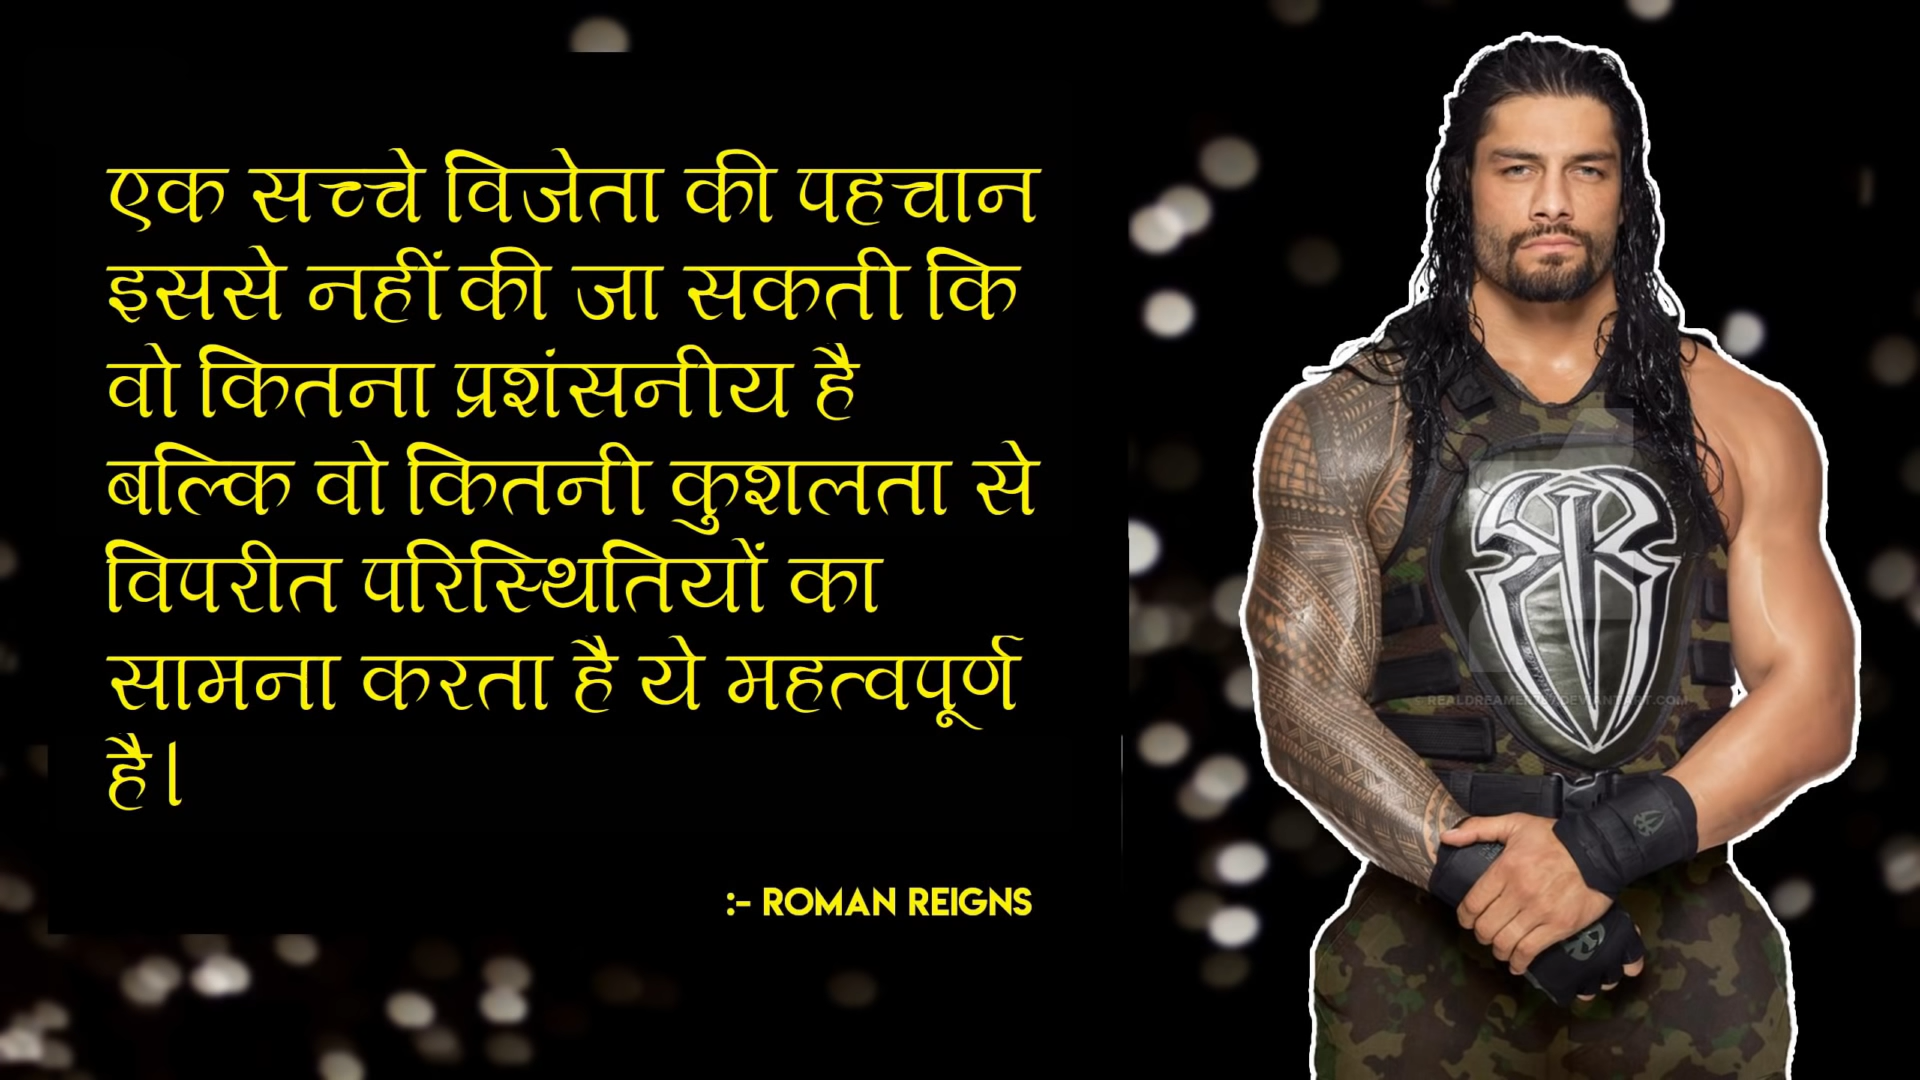 एक सच्चे विजेता की पहचान
इससे नहीं की जा सकती कि
वो कितना प्रशंसनीय है
बल्कि वो कितनी कुशलता से
विपरीत परिस्थितियों का
सामना करता है ये महत्वपूर्ण
है।
:- ROMAN REIGNS